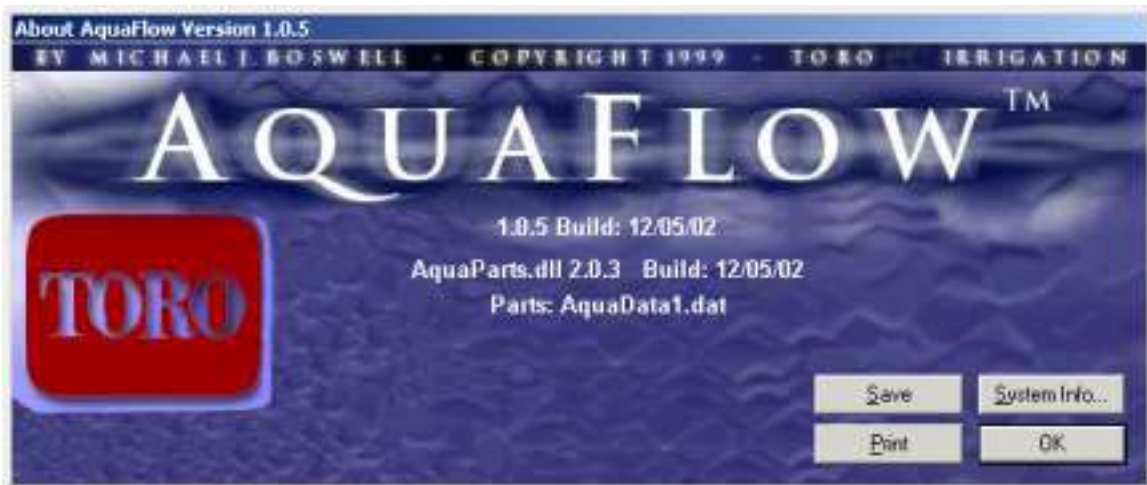 About AquaFlow Version 1.0.5
BY MICHAEL J. BOSWELL - COPYRIGHT 1999 - TORO IRRIGATION
AQUAFLOW™
1.0.5 Build: 12/05/02
AquaParts.dll 2.0.3 Build: 12/05/02
Parts: AquaData1.dat
TORO
Save
System Info...
Print
OK